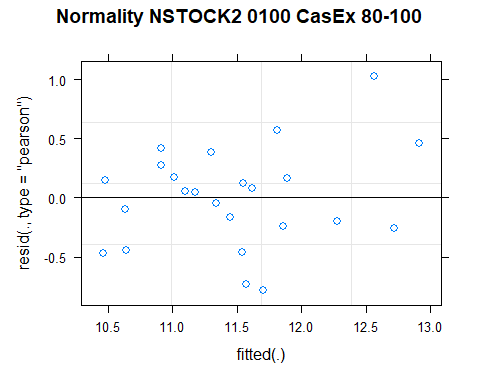 Normality NSTOCK2 0100 CasEx 80-100
resid(., type = "pearson")
1.0
0.5
0.0
-0.5
10.5 11.0 11.5 12.0 12.5 13.0
fitted(.)